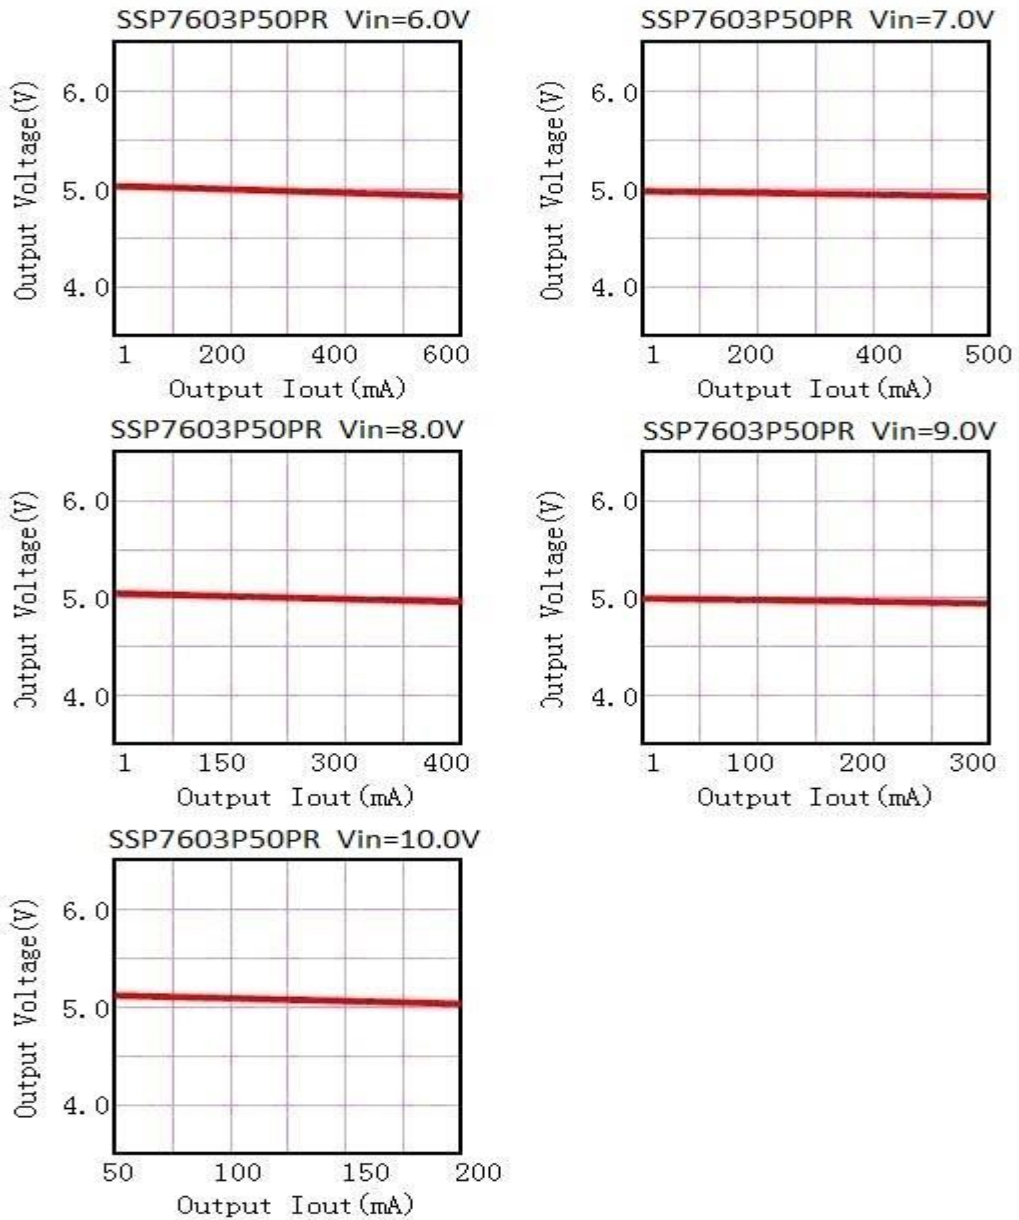 SSP7603P50PR Vin=6.0V
Output Voltage(V)
6.0
5.0
4.0
1 200 400 600
Output Iout(mA)
SSP7603P50PR Vin=7.0V
Output Voltage(V)
6.0
5.0
4.0
1 200 400 500
Output Iout(mA)
SSP7603P50PR Vin=8.0V
Output Voltage(V)
6.0
5.0
4.0
1 150 300 400
Output Iout(mA)
SSP7603P50PR Vin=9.0V
Output Voltage(V)
6.0
5.0
4.0
1 100 200 300
Output Iout(mA)
SSP7603P50PR Vin=10.0V
Output Voltage(V)
6.0
5.0
4.0
50 100 150 200
Output Iout(mA)